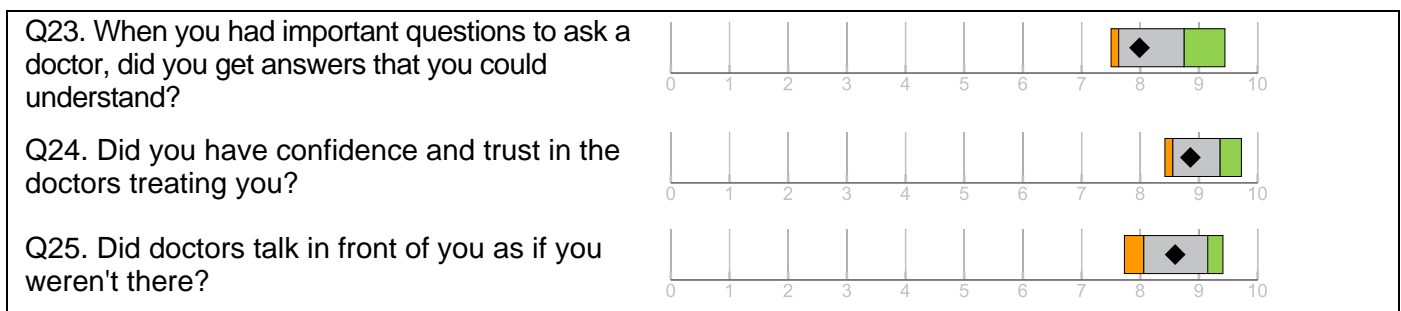 Q23. When you had important questions to ask a
doctor, did you get answers that you could
understand?
0 1 2 3 4 5 6 7 8 9 10
Q24. Did you have confidence and trust in the
doctors treating you?
0 1 2 3 4 5 6 7 8 9 10
Q25. Did doctors talk in front of you as if you
weren't there?
0 1 2 3 4 5 6 7 8 9 10